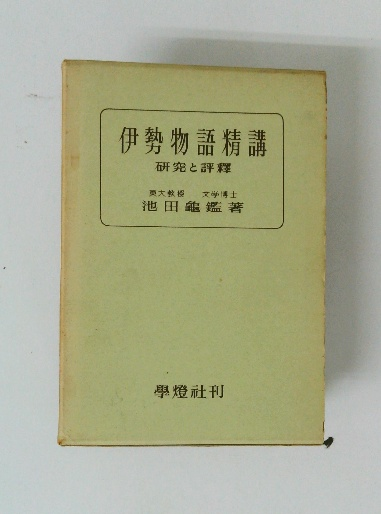 伊勢物語精講
研究と評釋
東大教授 文学博士
池田龜鑑著
學燈社刊